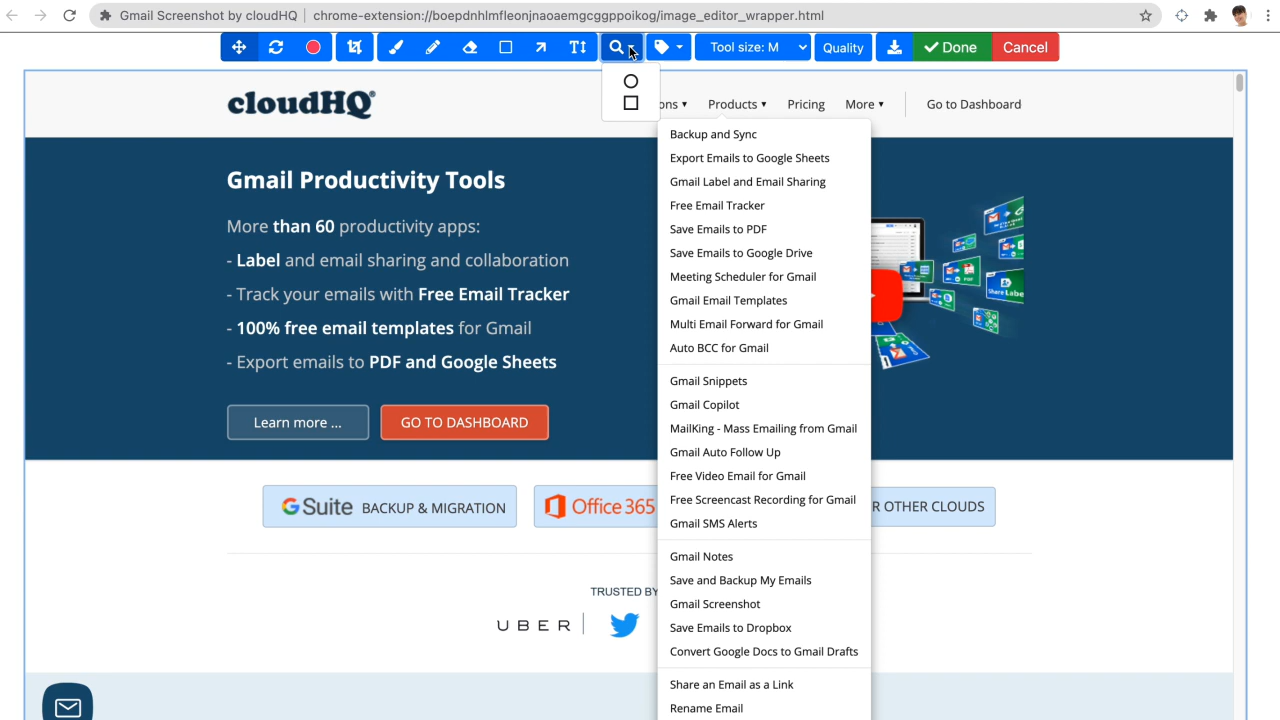 Gmail Screenshot by cloudHQ
chrome-extension://boepdnhlmfleonjnaoaemgcggppoikog/image_editor_wrapper.html
Tool size: M
Quality
Done
Cancel
cloudHQ®
ons
Products
Pricing
More
Go to Dashboard
Gmail Productivity Tools
More than 60 productivity apps:
- Label and email sharing and collaboration
- Track your emails with Free Email Tracker
- 100% free email templates for Gmail
- Export emails to PDF and Google Sheets
Learn more ...
GO TO DASHBOARD
Backup and Sync
Export Emails to Google Sheets
Gmail Label and Email Sharing
Free Email Tracker
Save Emails to PDF
Save Emails to Google Drive
Meeting Scheduler for Gmail
Gmail Email Templates
Multi Email Forward for Gmail
Auto BCC for Gmail
Gmail Snippets
Gmail Copilot
MailKing - Mass Emailing from Gmail
Gmail Auto Follow Up
Free Video Email for Gmail
Free Screencast Recording for Gmail
Gmail SMS Alerts
Gmail Notes
Save and Backup My Emails
Gmail Screenshot
Save Emails to Dropbox
Convert Google Docs to Gmail Drafts
Share an Email as a Link
Rename Email
Share Label
G Suite BACKUP & MIGRATION
Office 365
R OTHER CLOUDS
TRUSTED BY
UBER